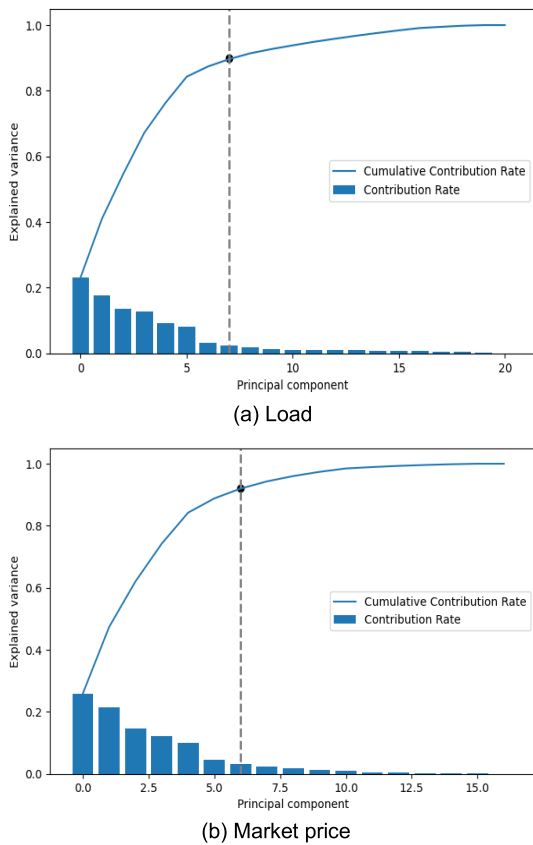 1.0
0.8
0.6
0.4
0.2
0.0
Explained variance
Cumulative Contribution Rate
Contribution Rate
0 5 10 15 20
Principal component
(a) Load
1.0
0.8
0.6
0.4
0.2
0.0
Explained variance
Cumulative Contribution Rate
Contribution Rate
0.0 2.5 5.0 7.5 10.0 12.5 15.0
Principal component
(b) Market price